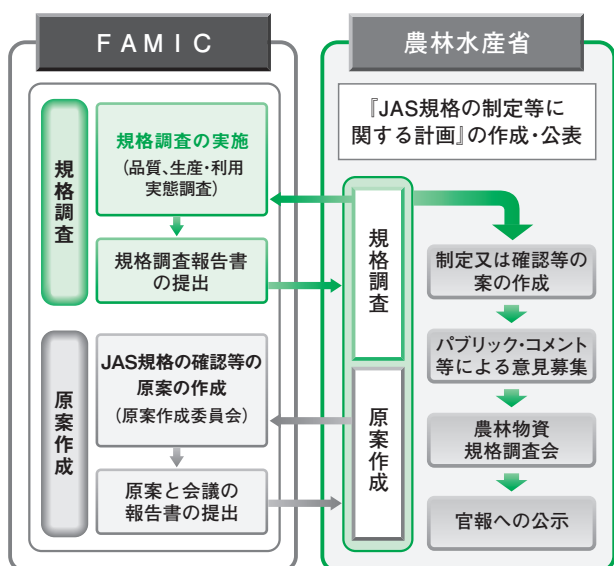 FAMIC
規格調査
規格調査の実施
(品質、生産・利用
実態調査)
規格調査報告書
の提出
原案作成
JAS規格の確認等の
原案の作成
(原案作成委員会)
原案と会議の
報告書の提出
農林水産省
『JAS規格の制定等に
関する計画』の作成・公表
規格調査
原案作成
制定又は確認等の
案の作成
パブリック・コメント
等による意見募集
農林物資
規格調査会
官報への公示